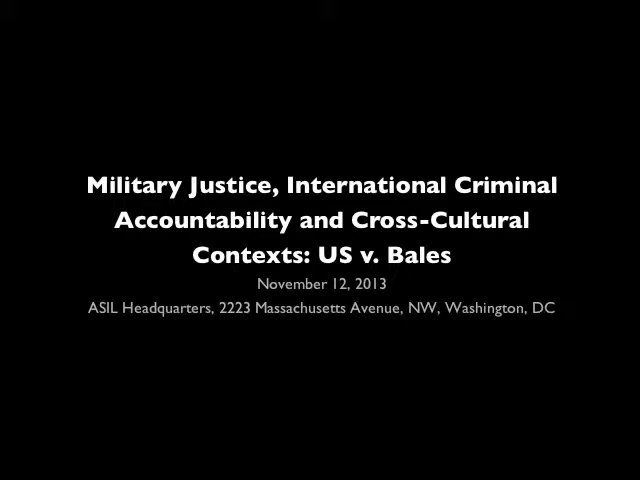 Military Justice, International Criminal
Accountability and Cross-Cultural
Contexts: US v. Bales
November 12, 2013
ASIL Headquarters, 2223 Massachusetts Avenue, NW, Washington, DC